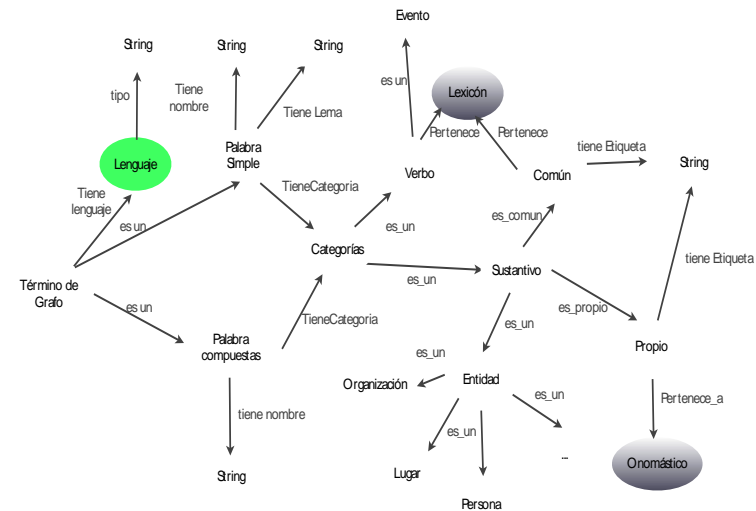 Evento
String
String
String
es un
tipo
Tiene
nombre
Lexicón
Tiene Lema
Pertenece
Pertenece
tiene Etiqueta
Lenguaje
Palabra
Simple
String
Verbo
Común
TieneCategoria
Tiene
lenguaje
es un
es_un
es_comun
Categorías
tiene Etiqueta
Sustantivo
es_un
Término de
Grafo
es un
es_propio
TieneCategoria
es_un
Palabra
compuestas
Propio
es_un
Organización
Entidad
es_un
Pertenece_a
tiene nombre
es_un
...
Onomástico
Lugar
String
Persona